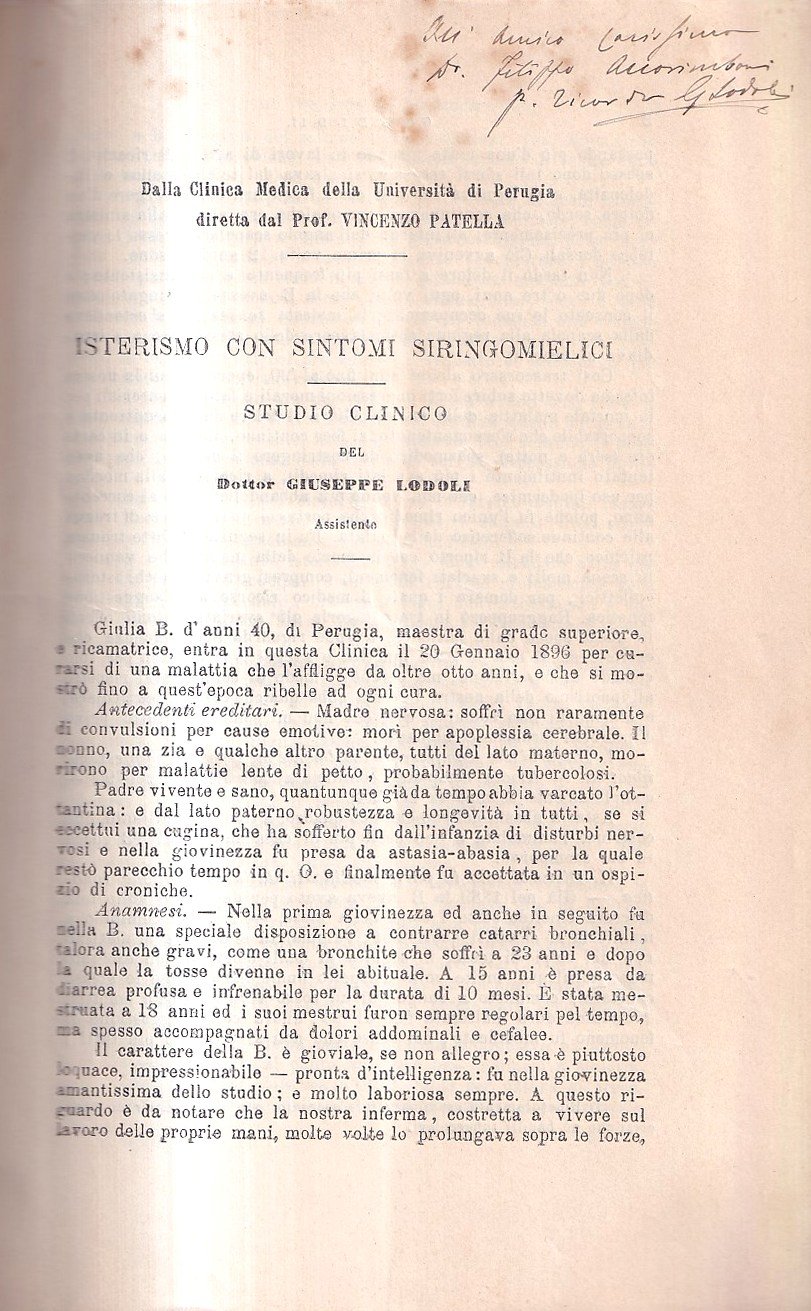 All' Amico Carissimo
Dr. Filippo Accorimboni
p. ricordo GLodoli
Dalla Clinica Medica della Università di Perugia
diretta dal Prof. VINCENZO PATELLA
ISTERISMO CON SINTOMI SIRINGOMIELICI
STUDIO CLINICO
DEL
Dottor GIUSEPPE LODOLI
Assistente
Giulia B. d'anni 40, di Perugia, maestra di grado superiore,
e ricamatrice, entra in questa Clinica il 20 Gennaio 1896 per cu-
rarsi di una malattia che l'affligge da oltre otto anni, e che si mo-
strò fino a quest'epoca ribelle ad ogni cura.
Antecedenti ereditari. — Madre nervosa: soffrì non raramente
di convulsioni per cause emotive: morì per apoplessia cerebrale. Il
nonno, una zia e qualche altro parente, tutti del lato materno, mo-
rirono per malattie lente di petto, probabilmente tubercolosi.
Padre vivente e sano, quantunque già da tempo abbia varcato l'ot-
tantina: e dal lato paterno robustezza e longevità in tutti, se si
eccettui una cugina, che ha sofferto fin dall'infanzia di disturbi ner-
vosi e nella giovinezza fu presa da astasia-abasia, per la quale
restò parecchio tempo in q. O. e finalmente fu accettata in un ospi-
zio di croniche.
Anamnesi. — Nella prima giovinezza ed anche in seguito fu
nella B. una speciale disposizione a contrarre catarri bronchiali,
talora anche gravi, come una bronchite che soffrì a 23 anni e dopo
la quale la tosse divenne in lei abituale. A 15 anni è presa da
diarrea profusa e infrenabile per la durata di 10 mesi. È stata me-
struata a 18 anni ed i suoi mestrui furon sempre regolari pel tempo,
ma spesso accompagnati da dolori addominali e cefalee.
Il carattere della B. è gioviale, se non allegro; essa è piuttosto
loquace, impressionabile — pronta d'intelligenza: fu nella giovinezza
amantissima dello studio; e molto laboriosa sempre. A questo ri-
guardo è da notare che la nostra inferma, costretta a vivere sul
lavoro delle proprie mani, molte volte lo prolungava sopra le forze,